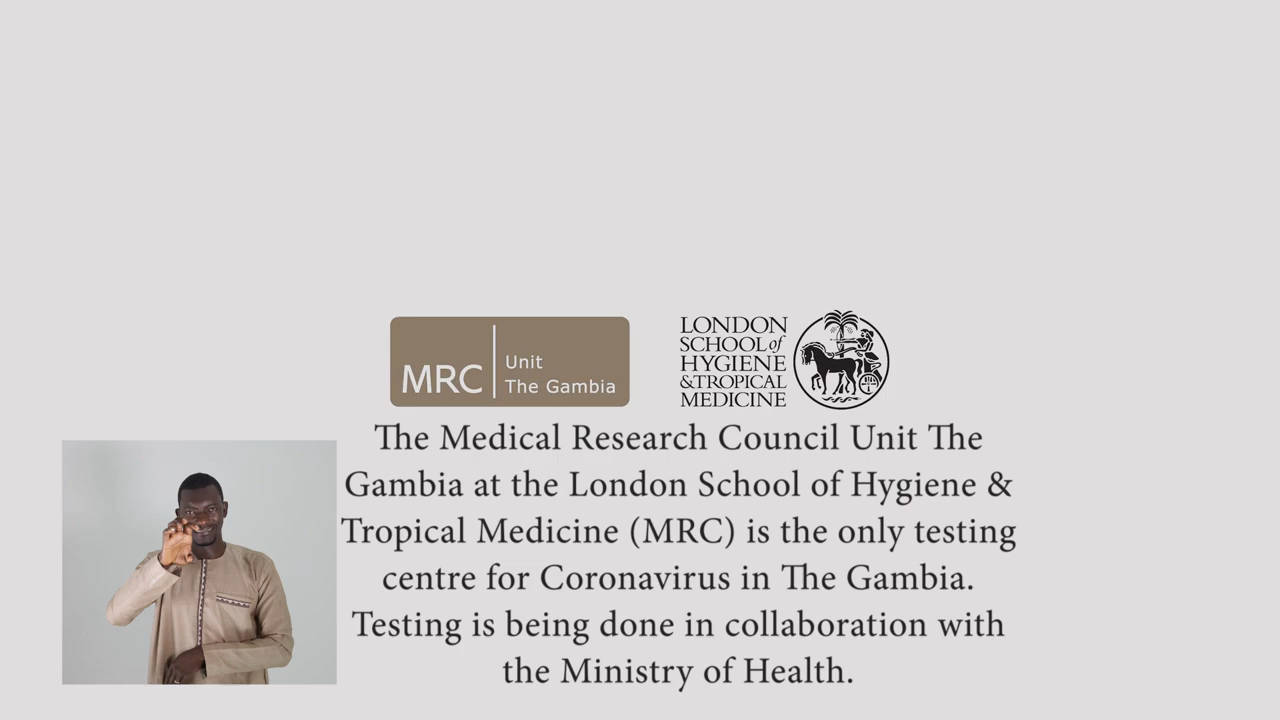 MRC
Unit
The Gambia
LONDON
SCHOOL of
HYGIENE
& TROPICAL
MEDICINE
The Medical Research Council Unit The
Gambia at the London School of Hygiene &
Tropical Medicine (MRC) is the only testing
centre for Coronavirus in The Gambia.
Testing is being done in collaboration with
the Ministry of Health.